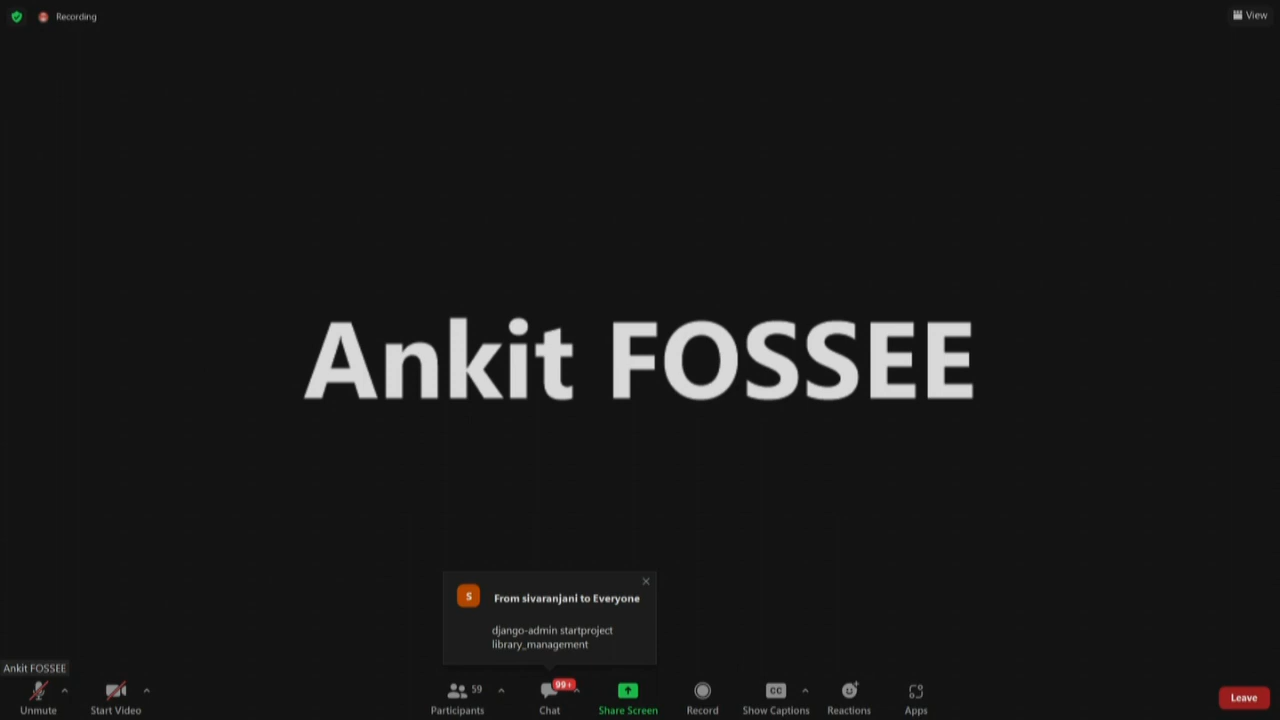 Recording
View
Ankit FOSSEE
S
From sivaranjani to Everyone
django-admin startproject
library_management
Ankit FOSSEE
59
99+
CC
Unmute
Start Video
Participants
Chat
Share Screen
Record
Show Captions
Reactions
Apps
Leave